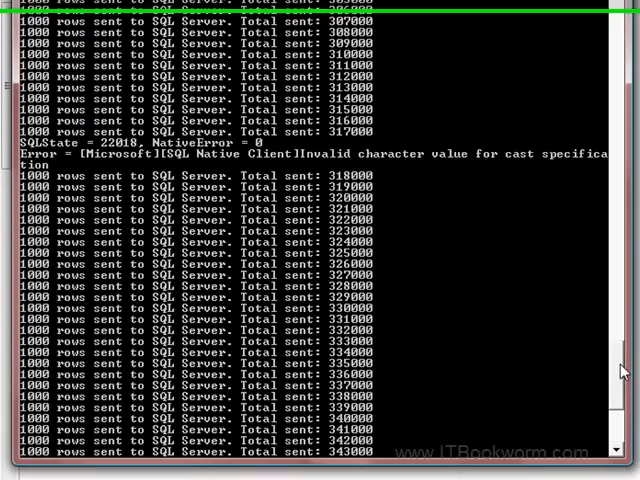 1000 rows sent to SQL Server. Total sent: 307000
1000 rows sent to SQL Server. Total sent: 308000
1000 rows sent to SQL Server. Total sent: 309000
1000 rows sent to SQL Server. Total sent: 310000
1000 rows sent to SQL Server. Total sent: 311000
1000 rows sent to SQL Server. Total sent: 312000
1000 rows sent to SQL Server. Total sent: 313000
1000 rows sent to SQL Server. Total sent: 314000
1000 rows sent to SQL Server. Total sent: 315000
1000 rows sent to SQL Server. Total sent: 316000
1000 rows sent to SQL Server. Total sent: 317000
SQLState = 22018, NativeError = 0
Error = [Microsoft][SQL Native Client]Invalid character value for cast specifica
tion
1000 rows sent to SQL Server. Total sent: 318000
1000 rows sent to SQL Server. Total sent: 319000
1000 rows sent to SQL Server. Total sent: 320000
1000 rows sent to SQL Server. Total sent: 321000
1000 rows sent to SQL Server. Total sent: 322000
1000 rows sent to SQL Server. Total sent: 323000
1000 rows sent to SQL Server. Total sent: 324000
1000 rows sent to SQL Server. Total sent: 325000
1000 rows sent to SQL Server. Total sent: 326000
1000 rows sent to SQL Server. Total sent: 327000
1000 rows sent to SQL Server. Total sent: 328000
1000 rows sent to SQL Server. Total sent: 329000
1000 rows sent to SQL Server. Total sent: 330000
1000 rows sent to SQL Server. Total sent: 331000
1000 rows sent to SQL Server. Total sent: 332000
1000 rows sent to SQL Server. Total sent: 333000
1000 rows sent to SQL Server. Total sent: 334000
1000 rows sent to SQL Server. Total sent: 335000
1000 rows sent to SQL Server. Total sent: 336000
1000 rows sent to SQL Server. Total sent: 337000
1000 rows sent to SQL Server. Total sent: 338000
1000 rows sent to SQL Server. Total sent: 339000
1000 rows sent to SQL Server. Total sent: 340000
1000 rows sent to SQL Server. Total sent: 341000
1000 rows sent to SQL Server. Total sent: 342000
1000 rows sent to SQL Server. Total sent: 343000
www.ITBookworm.com